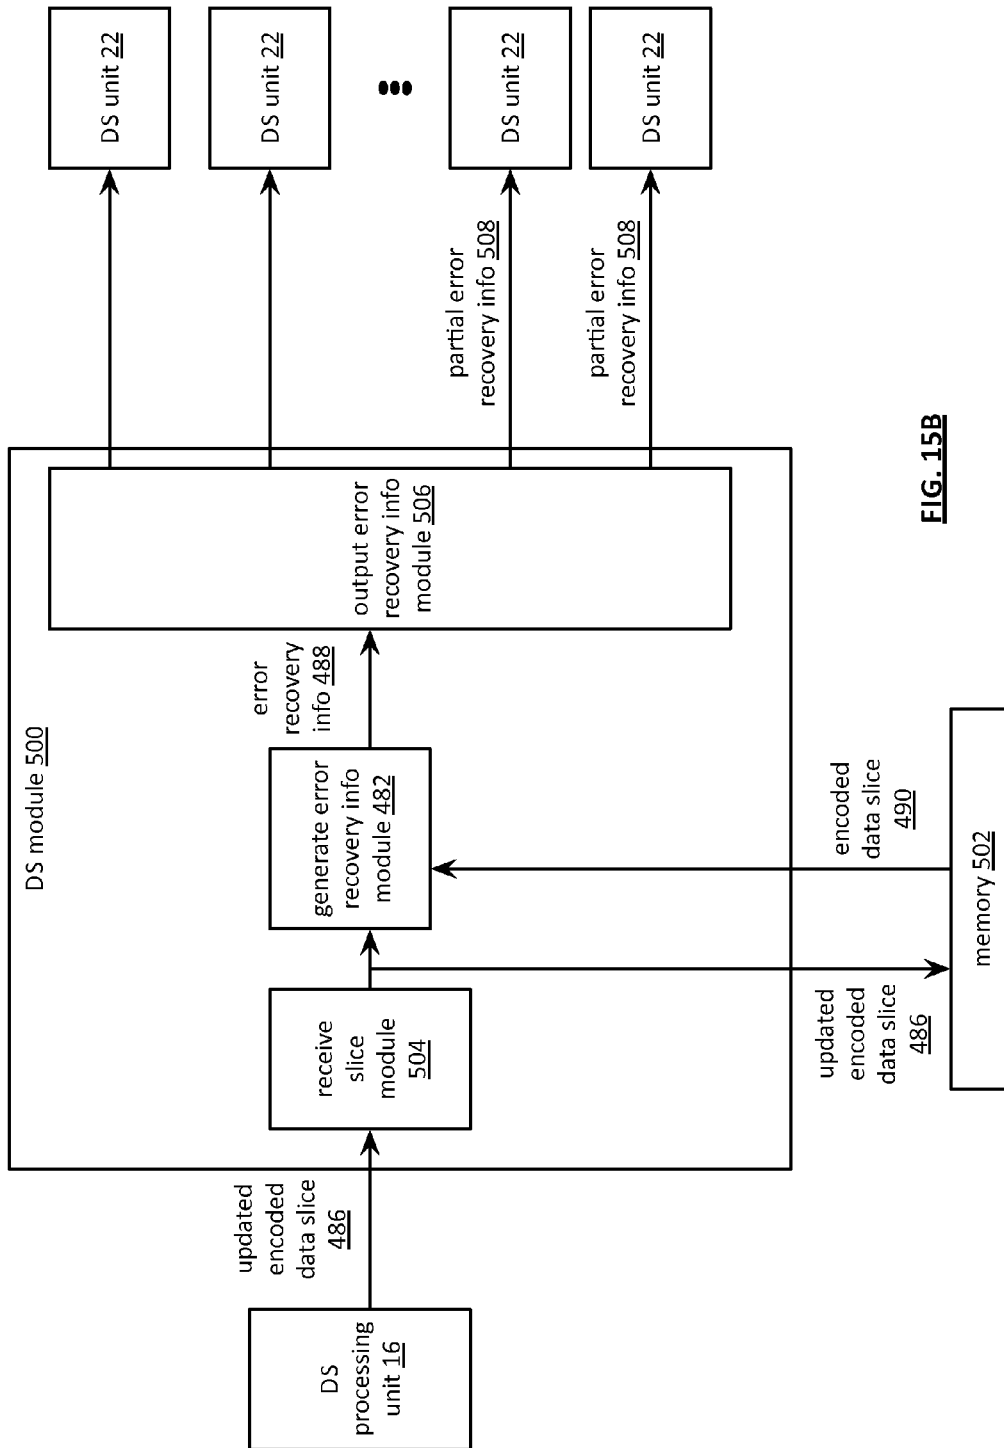 DS module 500
DS
processing
unit 16
updated
encoded
data slice
486
receive
slice
module
504
generate error
recovery info
module 482
error
recovery
info 488
output error
recovery info
module 506
DS unit 22
DS unit 22
partial error
recovery info 508
DS unit 22
partial error
recovery info 508
DS unit 22
updated
encoded
data slice
486
encoded
data slice
490
memory 502
FIG. 15B